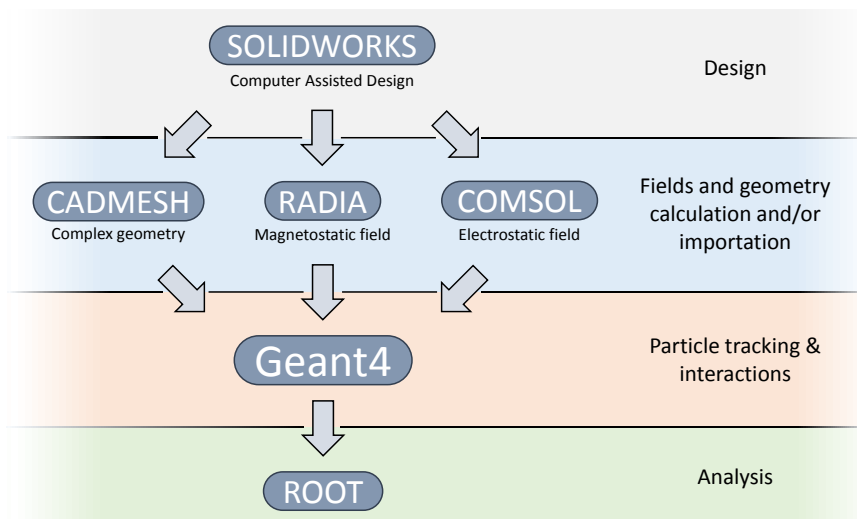 SOLIDWORKS
Computer Assisted Design
Design
CADMESH
Complex geometry
RADIA
Magnetostatic field
COMSOL
Electrostatic field
Fields and geometry
calculation and/or
importation
Geant4
Particle tracking &
interactions
ROOT
Analysis